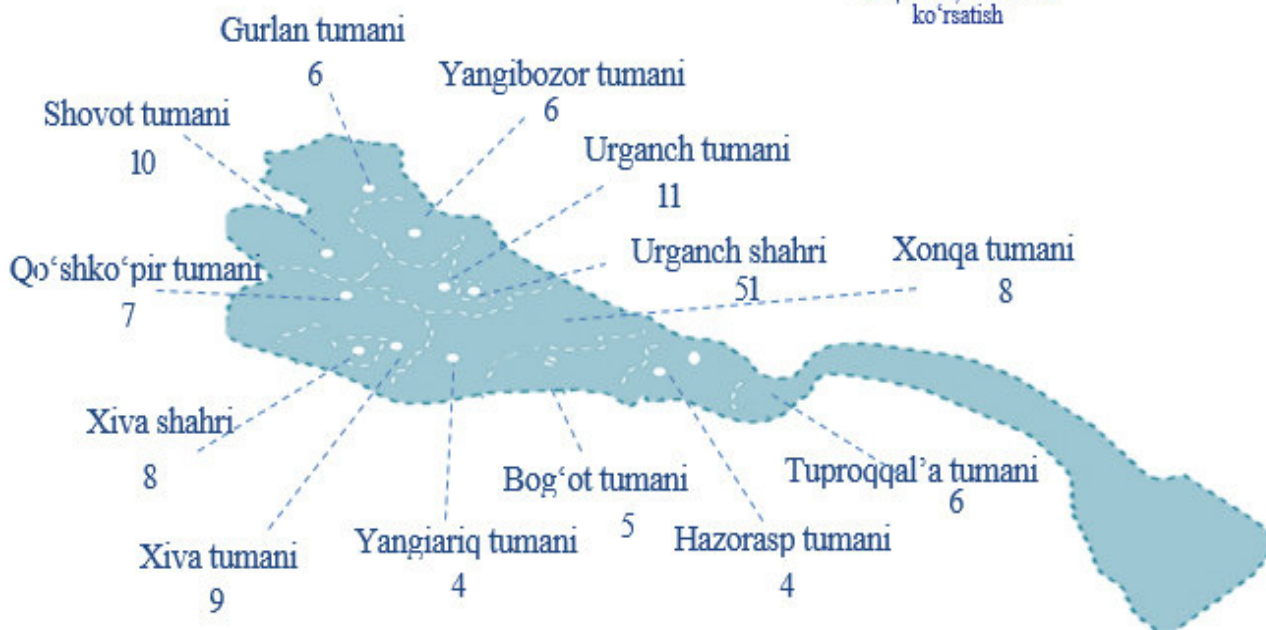 ko‘rsatish
Gurlan tumani
6
Yangibozor tumani
6
Shovot tumani
10
Urganch tumani
11
Urganch shahri
51
Xonqa tumani
8
Qo‘shko‘pir tumani
7
Xiva shahri
8
Bog‘ot tumani
5
Tuproqqal’a tumani
6
Xiva tumani
9
Yangiariq tumani
4
Hazorasp tumani
4